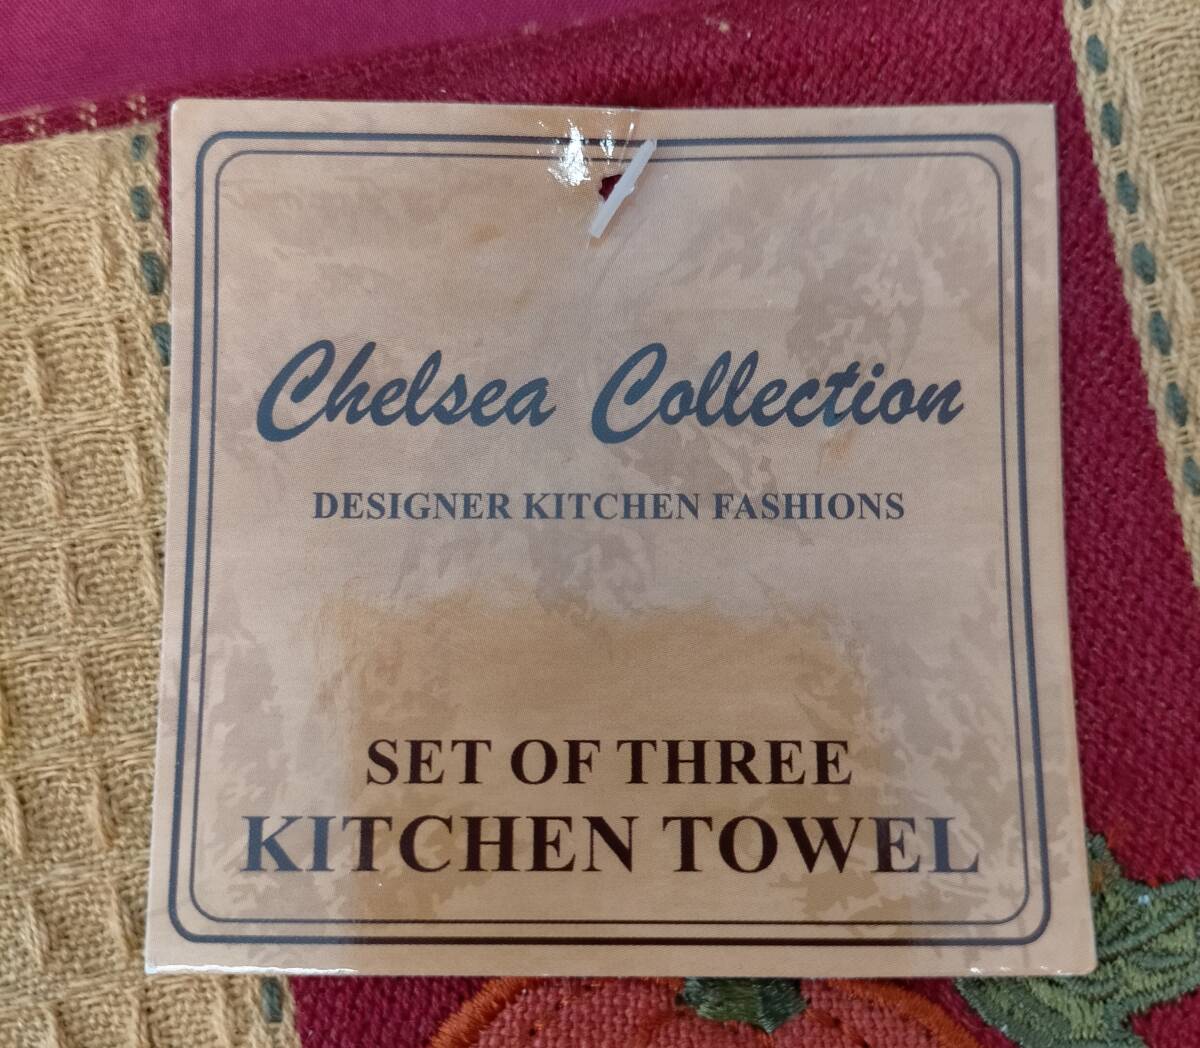 Chelsea Collection
DESIGNER KITCHEN FASHIONS
SET OF THREE
KITCHEN TOWEL